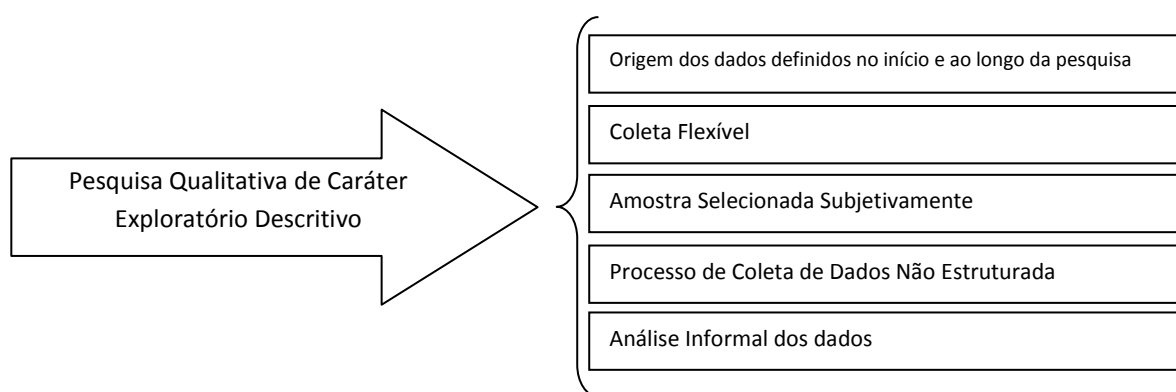 Pesquisa Qualitativa de Caráter
Exploratório Descritivo
Origem dos dados definidos no início e ao longo da pesquisa
Coleta Flexível
Amostra Selecionada Subjetivamente
Processo de Coleta de Dados Não Estruturada
Análise Informal dos dados